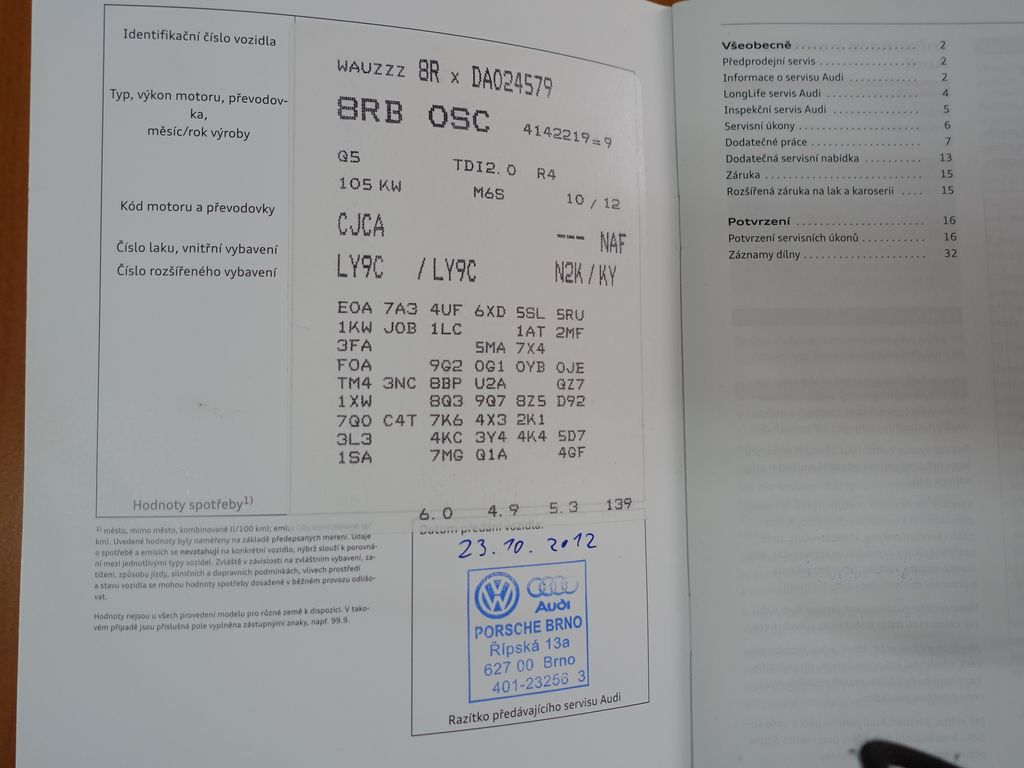 Identifikační číslo vozidla
WAUZZZ 8R x DA024579
Typ, výkon motoru, převodov-
ka,
měsíc/rok výroby
8RB OSC 4142219=9
Q5 TDI2.0 R4
105 KW M6S 10 / 12
Kód motoru a převodovky
CJCA --- NAF
Číslo laku, vnitřní vybavení
LY9C / LY9C N2K / KY
Číslo rozšířeného vybavení
E0A 7A3 4UF 6XD 5SL 5RU
1KW J0B 1LC 1AT 2MF
3FA 5MA 7X4
F0A 9G2 0G1 0YB 0JE
TM4 3NC 8BP U2A QZ7
1XW 8Q3 9Q7 8Z5 D92
7Q0 C4T 7K6 4X3 2K1
3L3 4KC 3Y4 4K4 5D7
1SA 7MG Q1A 4GF
Hodnoty spotřeby1)
6.0 4.9 5.3 139
1) město, mimo město, kombinované (l/100 km); emi
km). Uvedené hodnoty byly naměřeny na základě předepsaných měření. Údaje
o spotřebě a emisích se nevztahují na konkrétní vozidlo, nýbrž slouží k porovná-
ní mezi jednotlivými typy vozidel. Zvláště v závislosti na zvláštním vybavení, za-
tížení, způsobu jízdy, silničních a dopravních podmínkách, vlivech prostředí
a stavu vozidla se mohou hodnoty spotřeby dosažené v běžném provozu odlišo-
vat.
Hodnoty nejsou u všech provedení modelu pro různé země k dispozici. V tako-
vém případě jsou příslušná pole vyplněna zástupnými znaky, např. 99.9.
Datum předání vozidla:
23.10.2012
Audi
PORSCHE BRNO
Řípská 13a
627 00 Brno
401-23256 3
Razítko předávajícího servisu Audi
Všeobecně . . . . . . . . . . . . . . . . . . . . 2
Předprodejní servis . . . . . . . . . . . . . . . . . . 2
Informace o servisu Audi . . . . . . . . . . . . . . 2
LongLife servis Audi . . . . . . . . . . . . . . . . . 4
Inspekční servis Audi . . . . . . . . . . . . . . . . 5
Servisní úkony . . . . . . . . . . . . . . . . . . . . . 6
Dodatečné práce . . . . . . . . . . . . . . . . . . . 7
Dodatečná servisní nabídka . . . . . . . . . . 13
Záruka . . . . . . . . . . . . . . . . . . . . . . . . . 15
Rozšířená záruka na lak a karoserii . . . . 15
Potvrzení . . . . . . . . . . . . . . . . . . . . . . 16
Potvrzení servisních úkonů . . . . . . . . . . . 16
Záznamy dílny . . . . . . . . . . . . . . . . . . . . 32